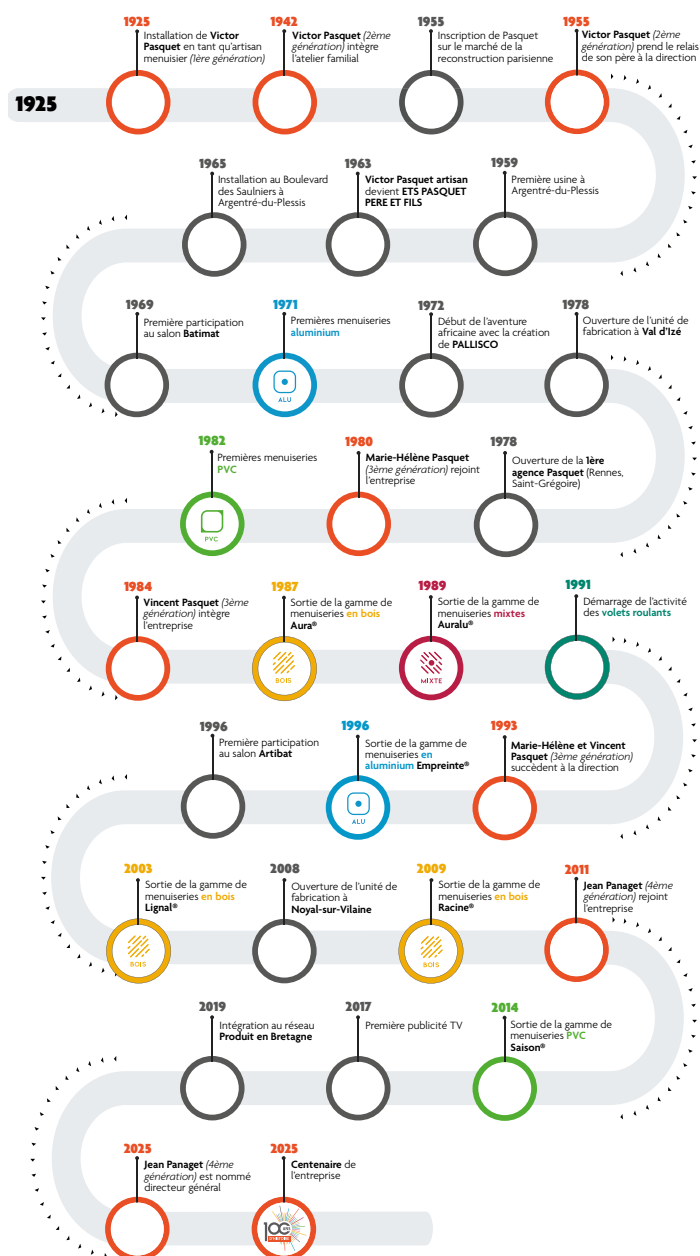 1925
1925
Installation de Victor
Pasquet en tant qu'artisan
menuisier (1ère génération)
1942
Victor Pasquet (2ème
génération) intègre
l'atelier familial
1955
Inscription de Pasquet
sur le marché de la
reconstruction parisienne
1955
Victor Pasquet (2ème
génération) prend le relais
de son père à la direction
1959
Première usine à
Argentré-du-Plessis
1963
Victor Pasquet artisan
devient ETS PASQUET
PERE ET FILS
1965
Installation au Boulevard
des Saulniers à
Argentré-du-Plessis
1969
Première participation
au salon Batimat
1971
Premières menuiseries
aluminium
ALU
1972
Début de l'aventure
africaine avec la création
de PALLISCO
1978
Ouverture de l'unité de
fabrication à Val d'Izé
1978
Ouverture de la 1ère
agence Pasquet (Rennes,
Saint-Grégoire)
1980
Marie-Hélène Pasquet
(3ème génération) rejoint
l'entreprise
1982
Premières menuiseries
PVC
PVC
1984
Vincent Pasquet (3ème
génération) intègre
l'entreprise
1987
Sortie de la gamme de
menuiseries en bois
Aura®
BOIS
1989
Sortie de la gamme de
menuiseries mixtes
Auralu®
MIXTE
1991
Démarrage de l'activité
des volets roulants
1993
Marie-Hélène et Vincent
Pasquet (3ème génération)
succèdent à la direction
1996
Sortie de la gamme de
menuiseries en
aluminium Empreinte®
ALU
1996
Première participation
au salon Artibat
2003
Sortie de la gamme de
menuiseries en bois
Lignal®
BOIS
2008
Ouverture de l'unité de
fabrication à
Noyal-sur-Vilaine
2009
Sortie de la gamme de
menuiseries en bois
Racine®
BOIS
2011
Jean Panaget (4ème
génération) rejoint
l'entreprise
2014
Sortie de la gamme de
menuiseries PVC
Saison®
2017
Première publicité TV
2019
Intégration au réseau
Produit en Bretagne
2025
Jean Panaget (4ème
génération) est nommé
directeur général
2025
Centenaire de
l'entreprise
100
ANS
D'HISTOIRE